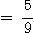 = 5/9